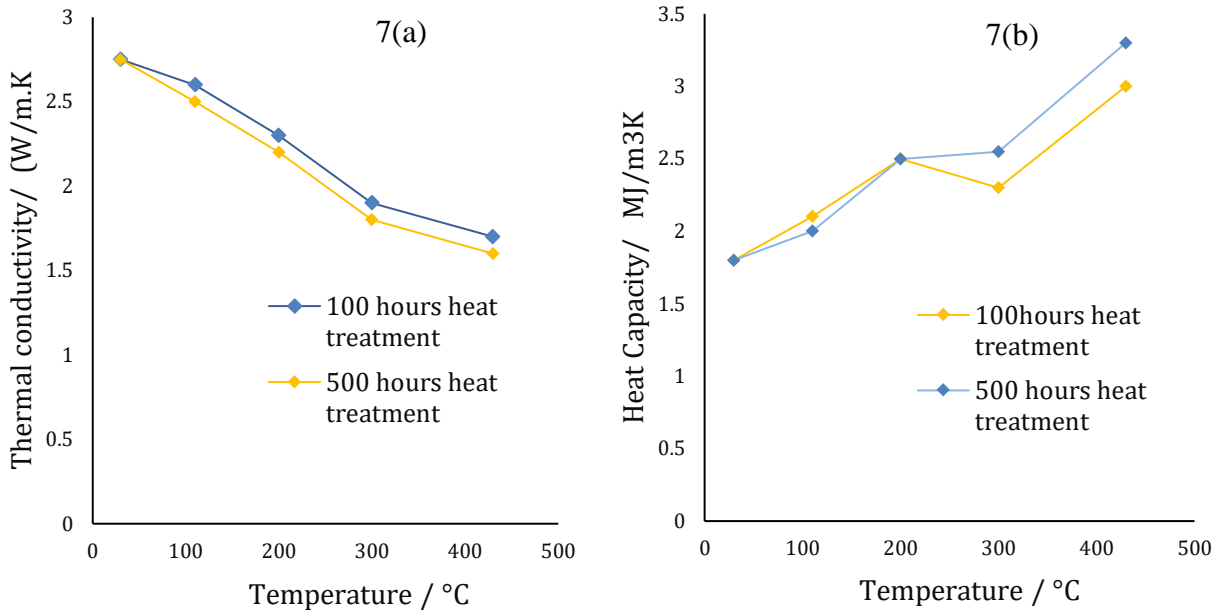 7(a)
3
2.5
2
1.5
1
0.5
0
0
100
200
300
400
500
Thermal conductivity/ (W/m.K
Temperature / °C
100 hours heat
treatment
500 hours heat
treatment
7(b)
3.5
3
2.5
2
1.5
1
0.5
0
0
100
200
300
400
500
Heat Capacity/ MJ/m3K
Temperature / °C
100hours heat
treatment
500 hours heat
treatment